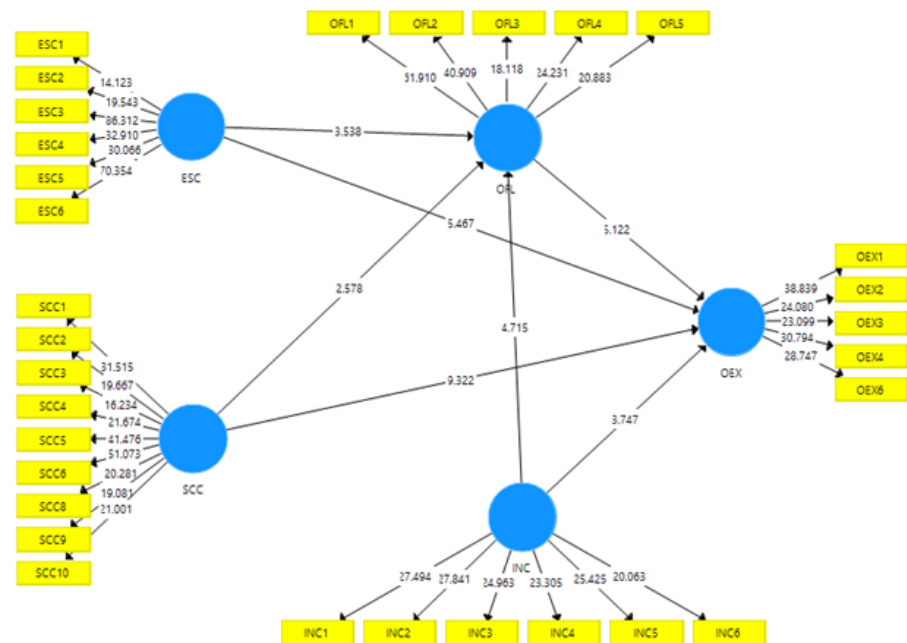 OFL1 OFL2 OFL3 OFL4 OFL5
51.910 40.909 18.118 24.231 20.883
OFL
ESC1
ESC2
ESC3
ESC4
ESC5
ESC6
14.123
19.543
86.312
32.910
30.066
70.354
ESC
3.538
5.467
5.122
2.578
4.715
9.322
3.747
OEX1
OEX2
OEX3
OEX4
OEX6
38.839
24.080
23.099
30.794
28.747
OEX
SCC1
SCC2
SCC3
SCC4
SCC5
SCC6
SCC8
SCC9
SCC10
31.515
19.667
16.234
21.674
41.476
51.073
20.281
19.081
21.001
SCC
INC
27.494 27.841 24.963 23.305 25.425 20.063
INC1 INC2 INC3 INC4 INC5 INC6